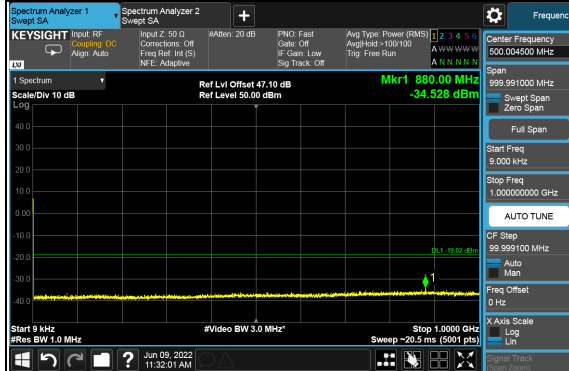 Spectrum Analyzer 1
Swept SA
Spectrum Analyzer 2
Swept SA
Frequenc
KEYSIGHT
Input: RF
Coupling: DC
Align: Auto
Input Z: 50 Ω
Corrections: Off
Freq Ref: Int (S)
NFE: Adaptive
#Atten: 20 dB
PNO: Fast
Gate: Off
IF Gain: Low
Sig Track: Off
Avg Type: Power (RMS)
Avg|Hold:>100/100
Trig: Free Run
1 2 3 4 5 6
A W W W W W
A N N N N N
LXI
1 Spectrum
Scale/Div 10 dB
Log
Ref Lvl Offset 47.10 dB
Ref Level 50.00 dBm
Mkr1 880.00 MHz
-34.528 dBm
40.0
30.0
20.0
10.0
0.00
-10.0
-20.0
-30.0
-40.0
DL1 -19.02 dBm
1
Start 9 kHz
#Res BW 1.0 MHz
#Video BW 3.0 MHz*
Stop 1.0000 GHz
Sweep ~20.5 ms (5001 pts)
?
Jun 09, 2022
11:32:01 AM
Center Frequency
500.004500 MHz
Span
999.991000 MHz
Swept Span
Zero Span
Full Span
Start Freq
9.000 kHz
Stop Freq
1.000000000 GHz
AUTO TUNE
CF Step
99.999100 MHz
Auto
Man
Freq Offset
0 Hz
X Axis Scale
Log
Lin
Signal Track
(Span Zoom)